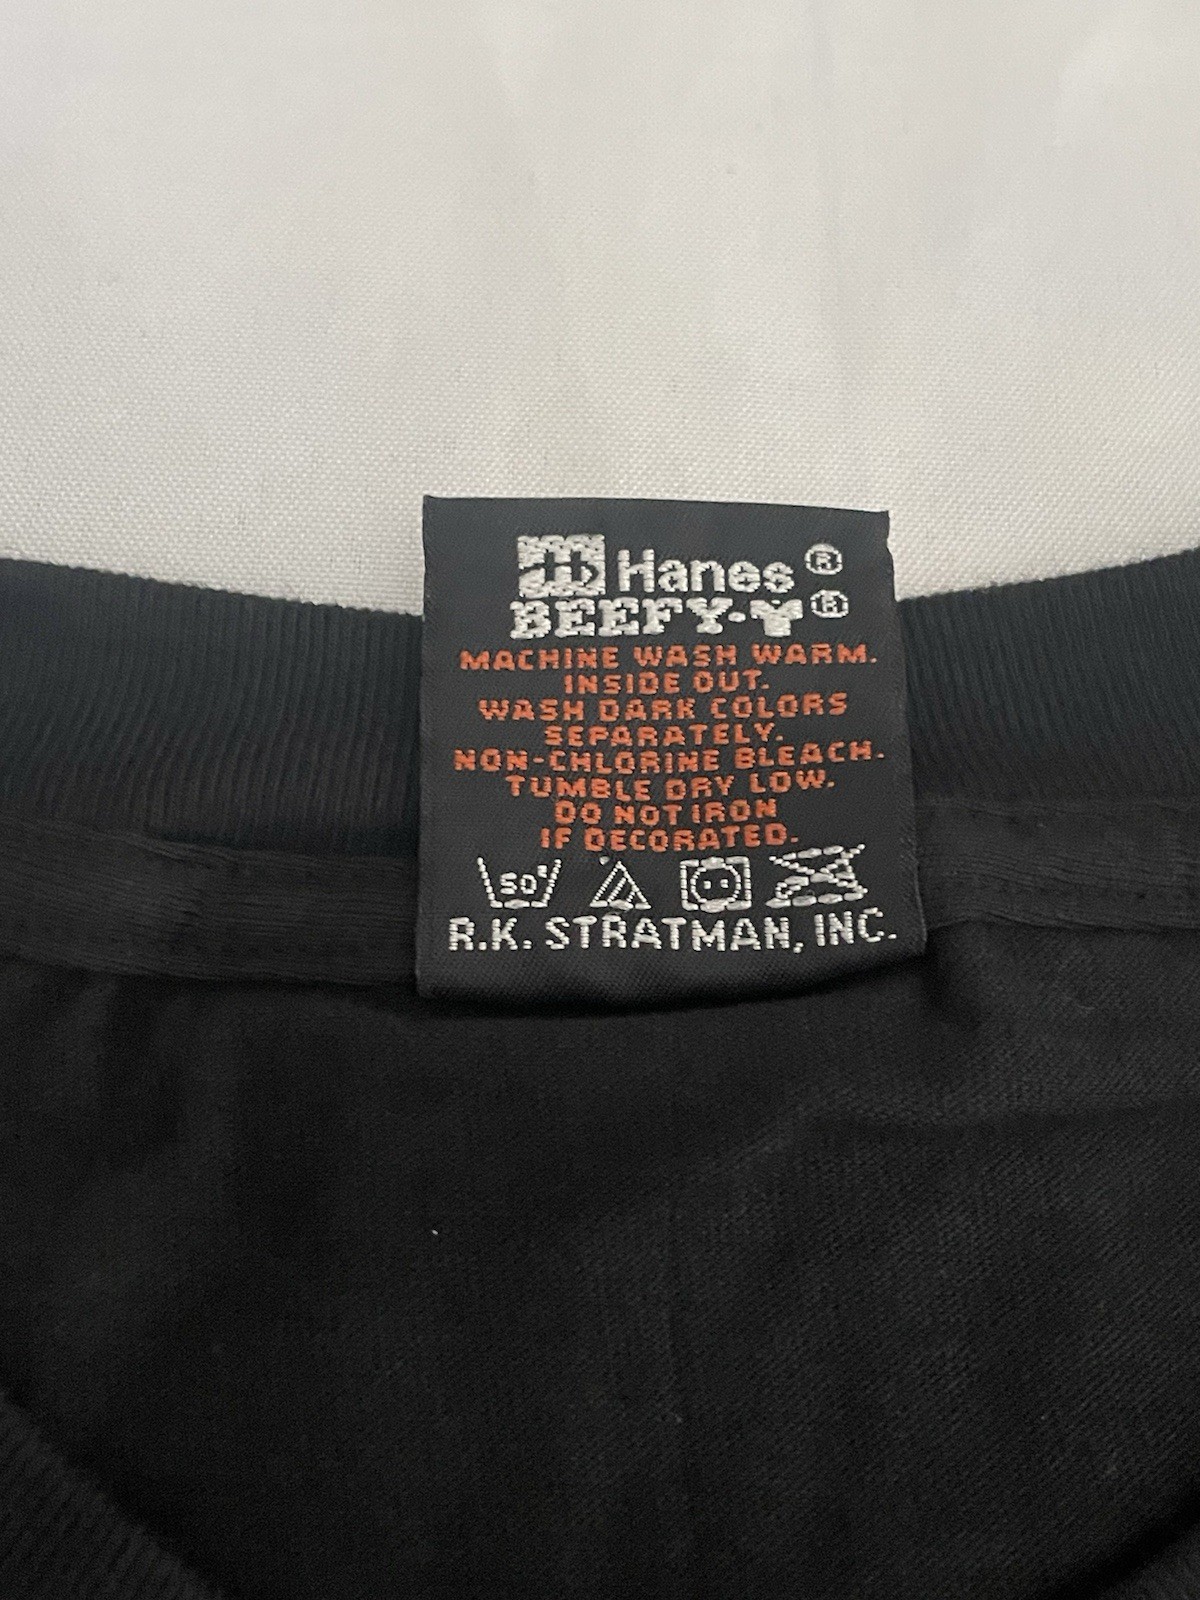 Hanes ®
BEEFY-T ®
MACHINE WASH WARM.
INSIDE OUT.
WASH DARK COLORS
SEPARATELY.
NON-CHLORINE BLEACH.
TUMBLE DRY LOW.
DO NOT IRON
IF DECORATED.
50°
R.K. STRATMAN, INC.